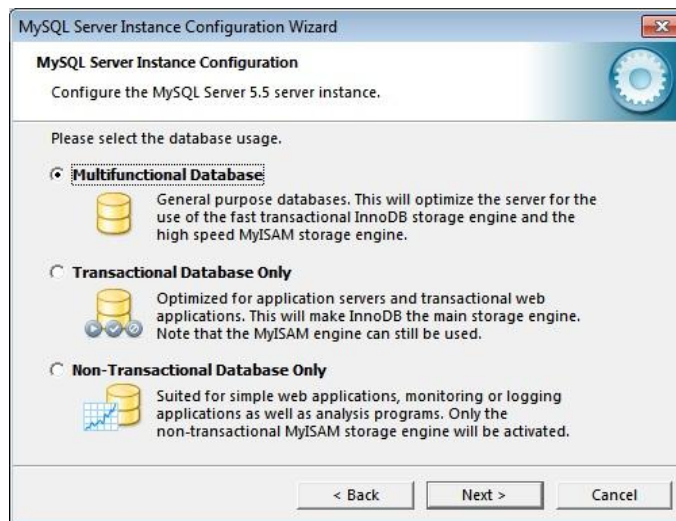 MySQL Server Instance Configuration Wizard
MySQL Server Instance Configuration
Configure the MySQL Server 5.5 server instance.
Please select the database usage.
Multifunctional Database
General purpose databases. This will optimize the server for the
use of the fast transactional InnoDB storage engine and the
high speed MyISAM storage engine.
Transactional Database Only
Optimized for application servers and transactional web
applications. This will make InnoDB the main storage engine.
Note that the MyISAM engine can still be used.
Non-Transactional Database Only
Suited for simple web applications, monitoring or logging
applications as well as analysis programs. Only the
non-transactional MyISAM storage engine will be activated.
< Back
Next >
Cancel